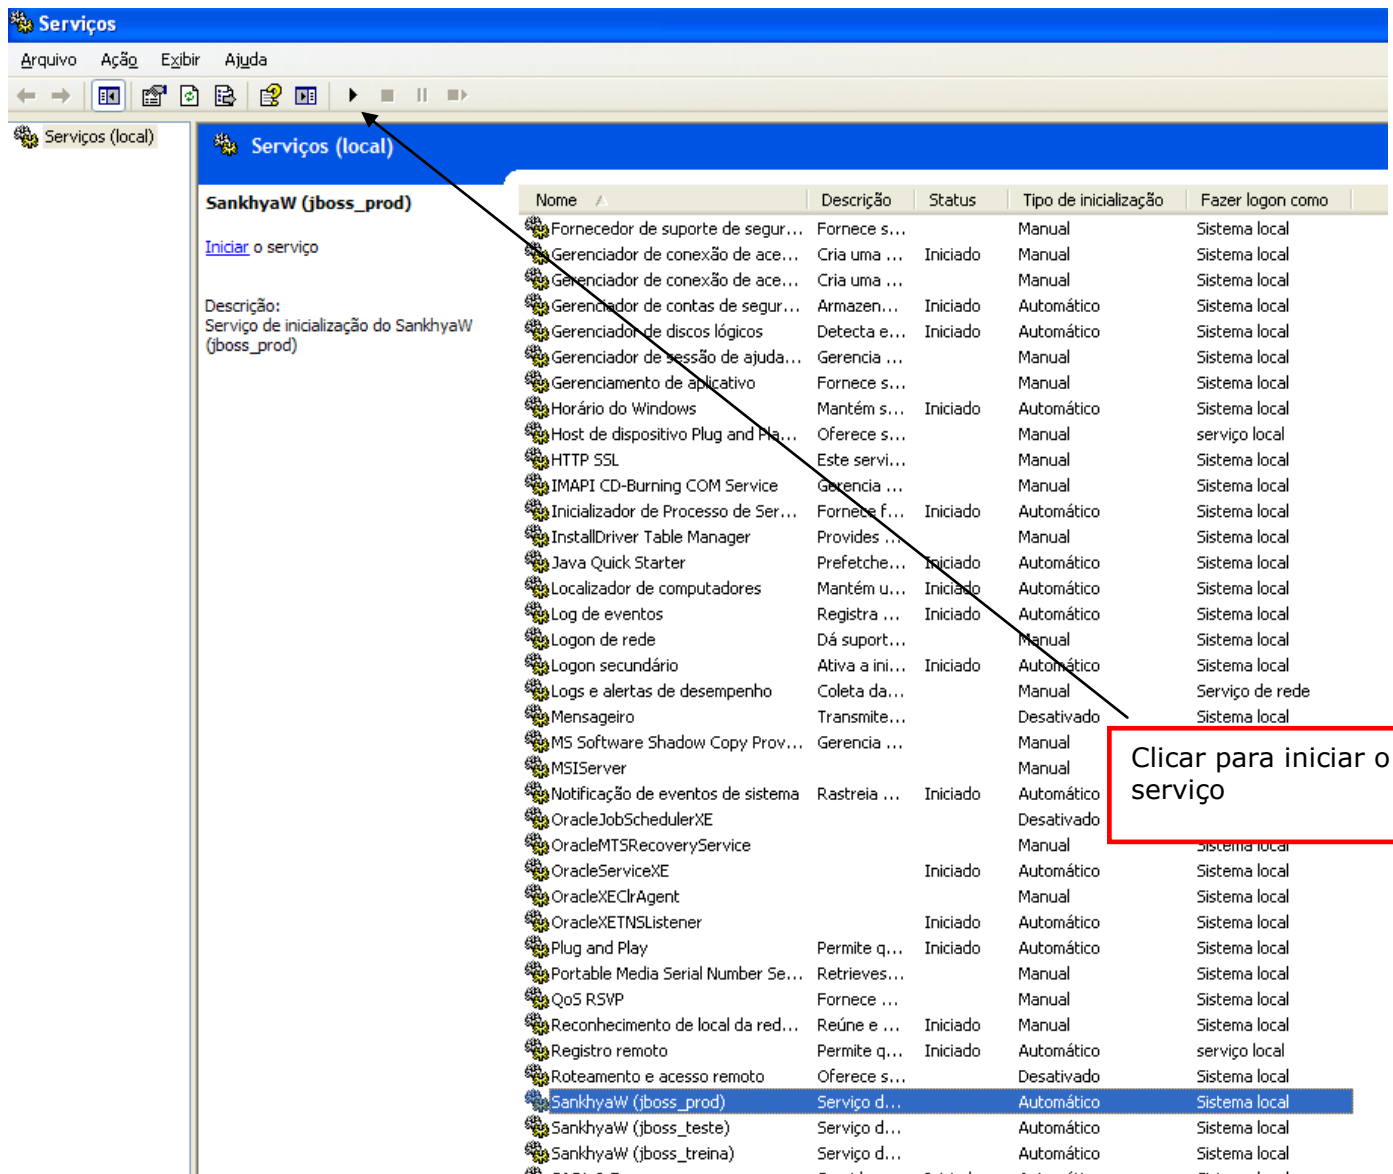 Serviços
Arquivo Ação Exibir Ajuda
Serviços (local)
Serviços (local)
SankhyaW (jboss_prod)
Iniciar o serviço
Descrição:
Serviço de inicialização do SankhyaW
(jboss_prod)
Nome Descrição Status Tipo de inicialização Fazer logon como
Fornecedor de suporte de segur... Fornece s... Manual Sistema local
Gerenciador de conexão de ace... Cria uma ... Iniciado Manual Sistema local
Gerenciador de conexão de ace... Cria uma ... Manual Sistema local
Gerenciador de contas de segur... Armazen... Iniciado Automático Sistema local
Gerenciador de discos lógicos Detecta e... Iniciado Automático Sistema local
Gerenciador de sessão de ajuda... Gerencia ... Manual Sistema local
Gerenciamento de aplicativo Fornece s... Manual Sistema local
Horário do Windows Mantém s... Iniciado Automático Sistema local
Host de dispositivo Plug and Pla... Oferece s... Manual serviço local
HTTP SSL Este servi... Manual Sistema local
IMAPI CD-Burning COM Service Gerencia ... Manual Sistema local
Inicializador de Processo de Ser... Fornece f... Iniciado Automático Sistema local
InstallDriver Table Manager Provides ... Manual Sistema local
Java Quick Starter Prefetche... Iniciado Automático Sistema local
Localizador de computadores Mantém u... Iniciado Automático Sistema local
Log de eventos Registra ... Iniciado Automático Sistema local
Logon de rede Dá suport... Manual Sistema local
Logon secundário Ativa a ini... Iniciado Automático Sistema local
Logs e alertas de desempenho Coleta da... Manual Serviço de rede
Mensageiro Transmite... Desativado Sistema local
MS Software Shadow Copy Prov... Gerencia ... Manual
MSIServer Manual
Notificação de eventos de sistema Rastreia ... Iniciado Automático
OracleJobSchedulerXE Desativado
OracleMTSRecoveryService Manual Sistema local
Clicar para iniciar o
serviço
OracleServiceXE Iniciado Automático Sistema local
OracleXEClrAgent Manual Sistema local
OracleXETNSListener Iniciado Automático Sistema local
Plug and Play Permite q... Iniciado Automático Sistema local
Portable Media Serial Number Se... Retrieves... Manual Sistema local
QoS RSVP Fornece ... Manual Sistema local
Reconhecimento de local da red... Reúne e ... Iniciado Manual Sistema local
Registro remoto Permite q... Iniciado Automático serviço local
Roteamento e acesso remoto Oferece s... Desativado Sistema local
SankhyaW (jboss_prod) Serviço d... Automático Sistema local
SankhyaW (jboss_teste) Serviço d... Automático Sistema local
SankhyaW (jboss_treina) Serviço d... Automático Sistema local